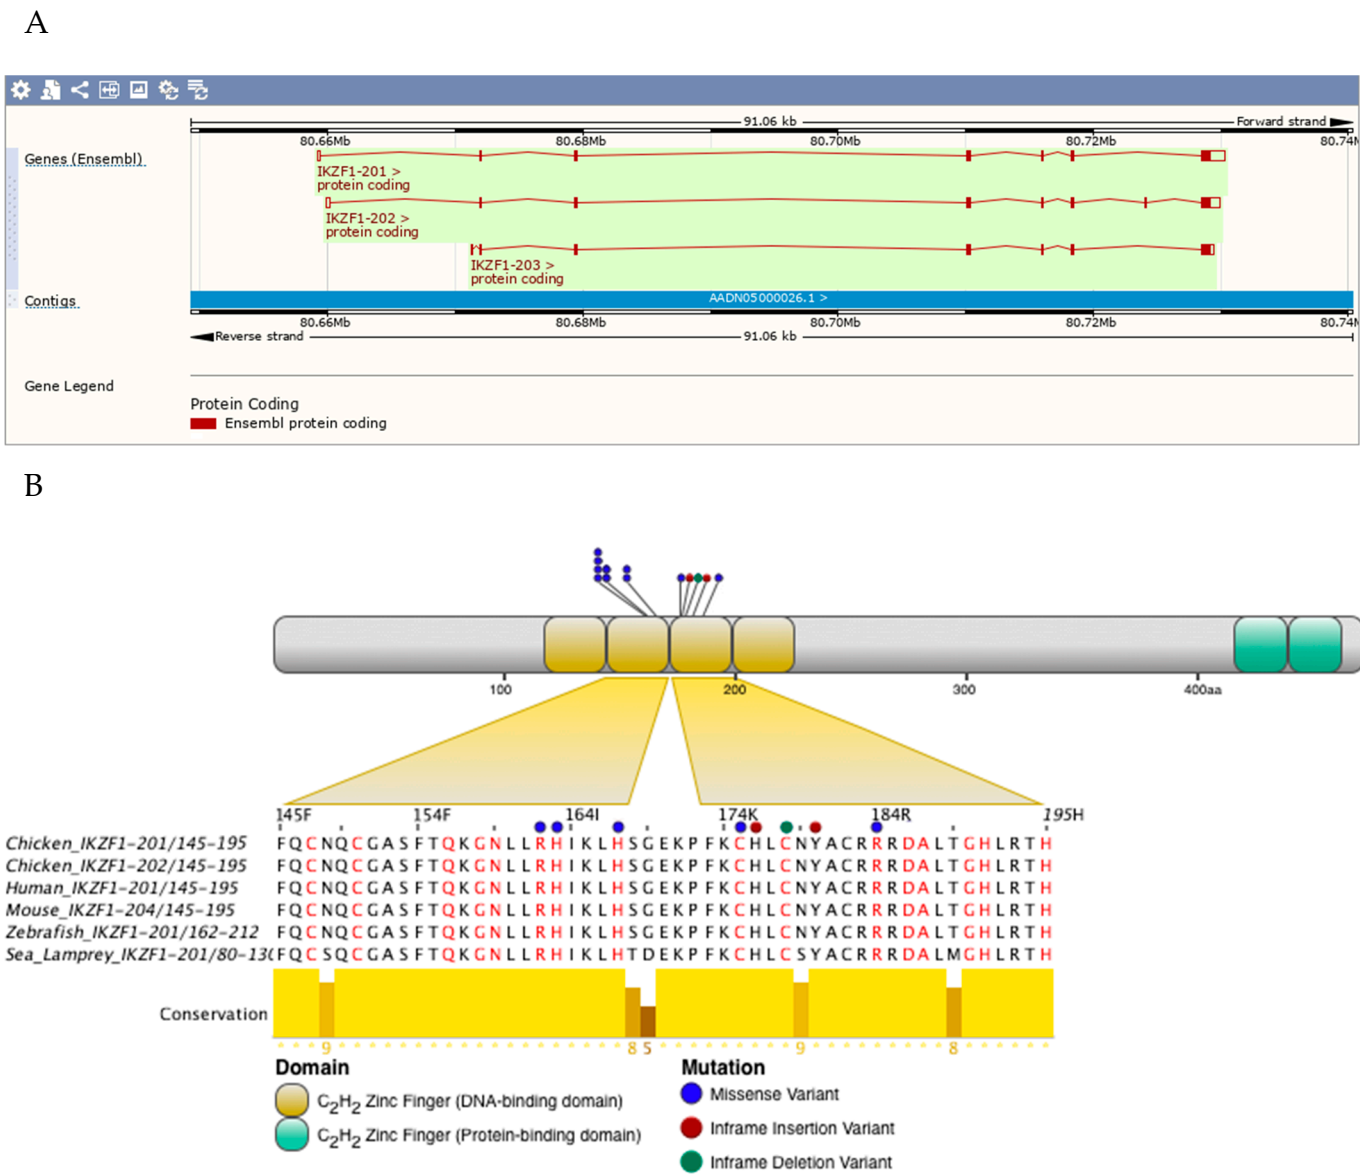 A
91.06 kb Forward strand
80.66Mb 80.68Mb 80.70Mb 80.72Mb 80.74M
Genes (Ensembl)
IKZF1-201 >
protein coding
IKZF1-202 >
protein coding
IKZF1-203 >
protein coding
Contigs AADN05000026.1 >
80.66Mb 80.68Mb 80.70Mb 80.72Mb 80.74M
Reverse strand 91.06 kb
Gene Legend
Protein Coding
Ensembl protein coding
B
100 200 300 400aa
145F 154F 164I 174K 184R 195H
Chicken_IKZF1-201/145-195 FQCNQCGASFTQKGNLLRHIKLHSGEKPFKCHLCNYACRRRDALTGHLRTH
Chicken_IKZF1-202/145-195 FQCNQCGASFTQKGNLLRHIKLHSGEKPFKCHLCNYACRRRDALTGHLRTH
Human_IKZF1-201/145-195 FQCNQCGASFTQKGNLLRHIKLHSGEKPFKCHLCNYACRRRDALTGHLRTH
Mouse_IKZF1-204/145-195 FQCNQCGASFTQKGNLLRHIKLHSGEKPFKCHLCNYACRRRDALTGHLRTH
Zebrafish_IKZF1-201/162-212 FQCNQCGASFTQKGNLLRHIKLHSGEKPFKCHLCNYACRRRDALTGHLRTH
Sea_Lamprey_IKZF1-201/80-130 FQCSQCGASFTQKGNLLRHIKLHTDEKPFKCHLCSYACRRRDALMGHLRTH
Conservation
* * * 9 * * * * * * * * * * * * * * * * * * * 8 5 * * * * * * * * * 9 * * * * * * * * * 8 * * * * * *
Domain Mutation
C2H2 Zinc Finger (DNA-binding domain) Missense Variant
C2H2 Zinc Finger (Protein-binding domain) Inframe Insertion Variant
Inframe Deletion Variant